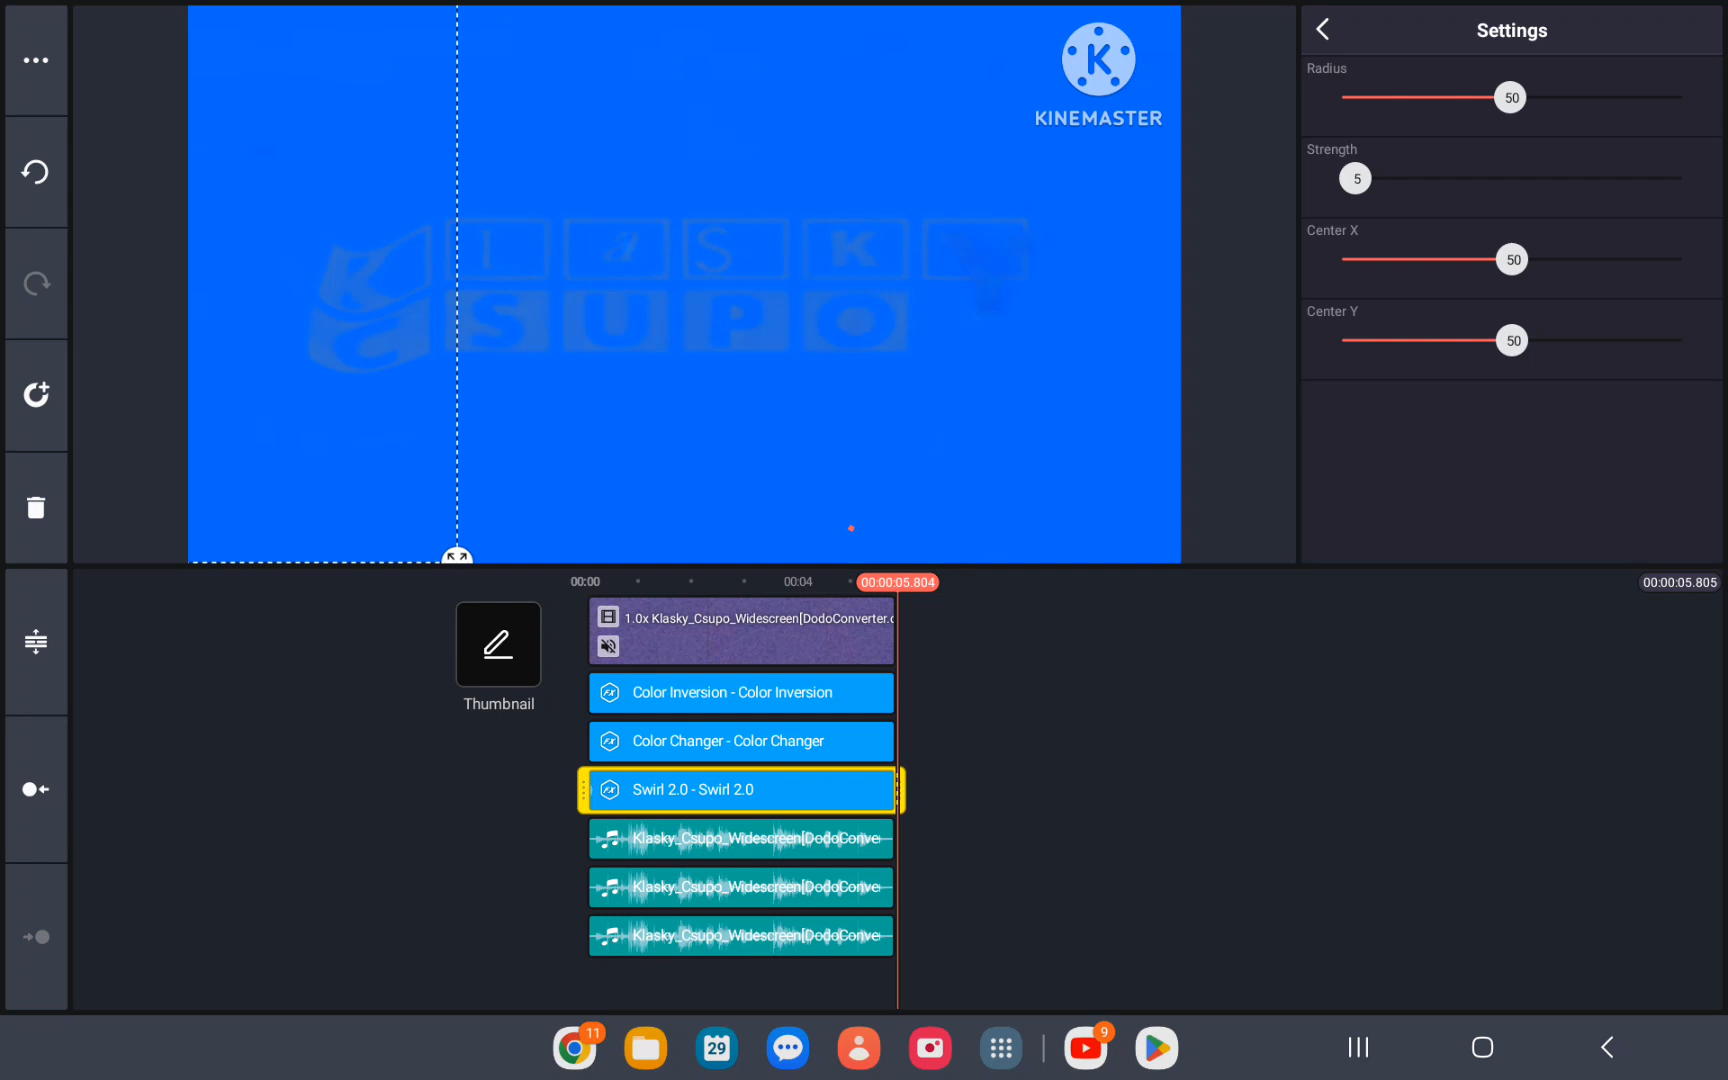 Settings
K
KINEMASTER
Radius
50
Strength
5
Center X
50
Center Y
50
K l a S K Y
C S U P O
00:00
00:04
00:00:05.804
00:00:05.805
Thumbnail
1.0x Klasky_Csupo_Widescreen[DodoConverter.c
Color Inversion - Color Inversion
Color Changer - Color Changer
Swirl 2.0 - Swirl 2.0
Klasky_Csupo_Widescreen[DodoConve
Klasky_Csupo_Widescreen[DodoConve
Klasky_Csupo_Widescreen[DodoConve
11
29
9